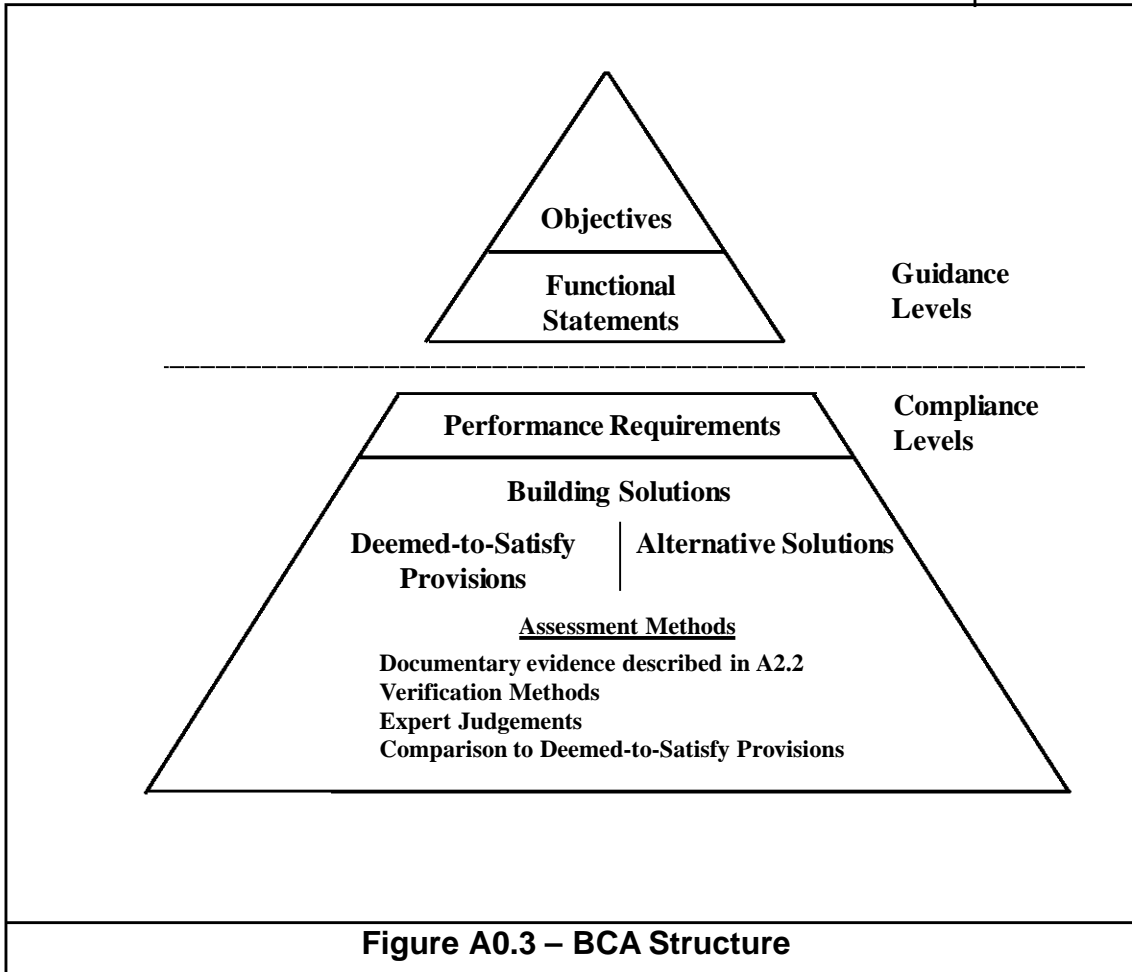 Objectives
Functional
Statements
Guidance
Levels
Compliance
Levels
Performance Requirements
Building Solutions
Deemed-to-Satisfy
Provisions
Alternative Solutions
Assessment Methods
Documentary evidence described in A2.2
Verification Methods
Expert Judgements
Comparison to Deemed-to-Satisfy Provisions
Figure A0.3 – BCA Structure